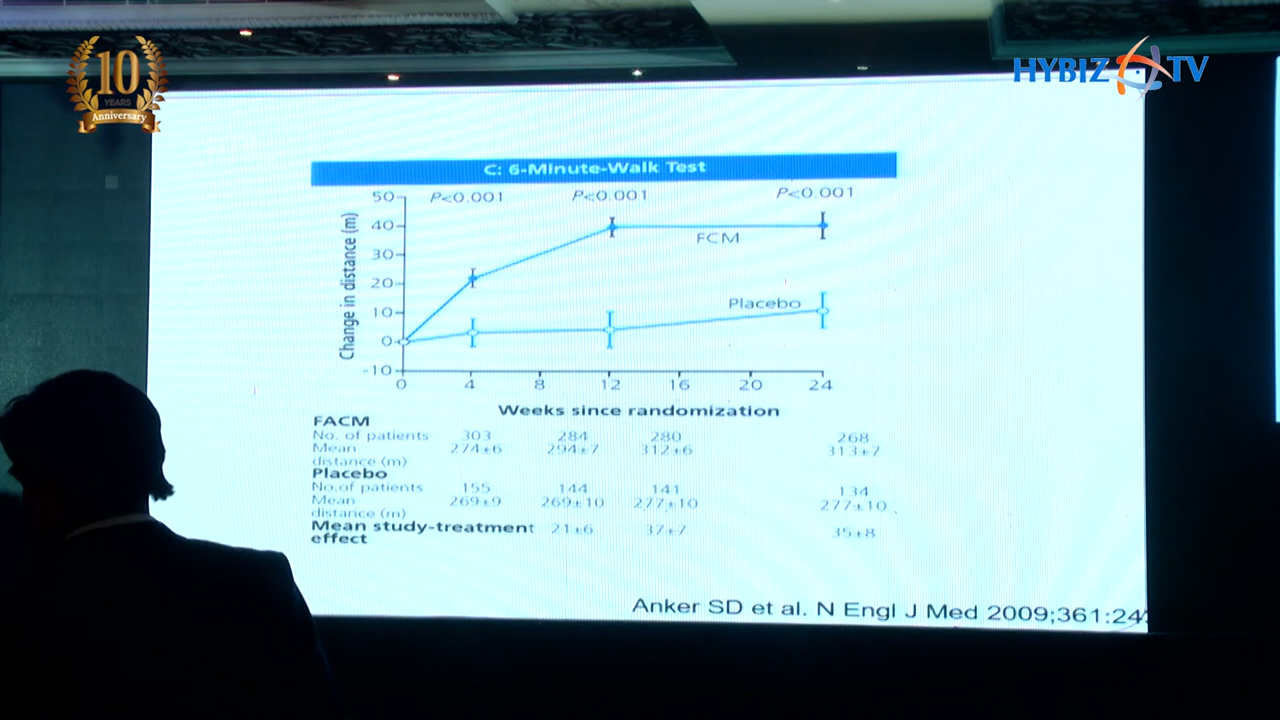 10
YEARS
Anniversary
HYBIZ TV
C: 6-Minute-Walk Test
P<0.001 P<0.001 P<0.001
50
40
30
20
10
0
-10
Change in distance (m)
FCM
Placebo
0 4 8 12 16 20 24
Weeks since randomization
FACM
No. of patients 303 284 280 268
Mean 274±6 294±7 312±6 313±7
distance (m)
Placebo
No.of patients 155 144 141 134
Mean 269±9 269±10 277±10 277±10
distance (m)
Mean study-treatment 21±6 37±7 35±8
effect
Anker SD et al. N Engl J Med 2009;361:24